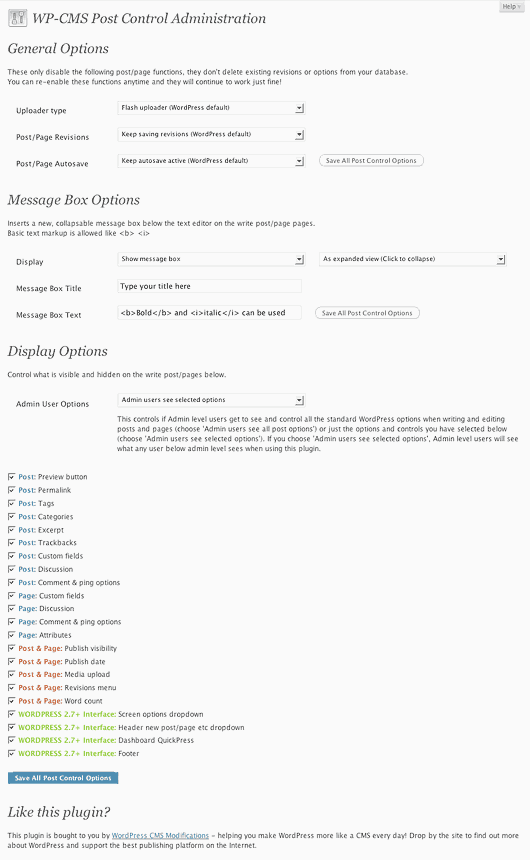 Help
WP-CMS Post Control Administration
General Options
These only disable the following post/page functions, they don't delete existing revisions or options from your database.
You can re-enable these functions anytime and they will continue to work just fine!
Uploader type
Flash uploader (WordPress default)
Post/Page Revisions
Keep saving revisions (WordPress default)
Post/Page Autosave
Keep autosave active (WordPress default)
Save All Post Control Options
Message Box Options
Inserts a new, collapsable message box below the text editor on the write post/page pages.
Basic text markup is allowed like <b> <i>
Display
Show message box
As expanded view (Click to collapse)
Message Box Title
Type your title here
Message Box Text
<b>Bold</b> and <i>italic</i> can be used
Save All Post Control Options
Display Options
Control what is visible and hidden on the write post/pages below.
Admin User Options
Admin users see selected options
This controls if Admin level users get to see and control all the standard WordPress options when writing and editing
posts and pages (choose 'Admin users see all post options') or just the options and controls you have selected below
(choose 'Admin users see selected options'). If you choose 'Admin users see selected options', Admin level users will see
what any user below admin level sees when using this plugin.
Post: Preview button
Post: Permalink
Post: Tags
Post: Categories
Post: Excerpt
Post: Trackbacks
Post: Custom fields
Post: Discussion
Post: Comment & ping options
Page: Custom fields
Page: Discussion
Page: Comment & ping options
Page: Attributes
Post & Page: Publish visibility
Post & Page: Publish date
Post & Page: Media upload
Post & Page: Revisions menu
Post & Page: Word count
WORDPRESS 2.7+ Interface: Screen options dropdown
WORDPRESS 2.7+ Interface: Header new post/page etc dropdown
WORDPRESS 2.7+ Interface: Dashboard QuickPress
WORDPRESS 2.7+ Interface: Footer
Save All Post Control Options
Like this plugin?
This plugin is bought to you by WordPress CMS Modifications - helping you make WordPress more like a CMS every day! Drop by the site to find out more
about WordPress and support the best publishing platform on the Internet.